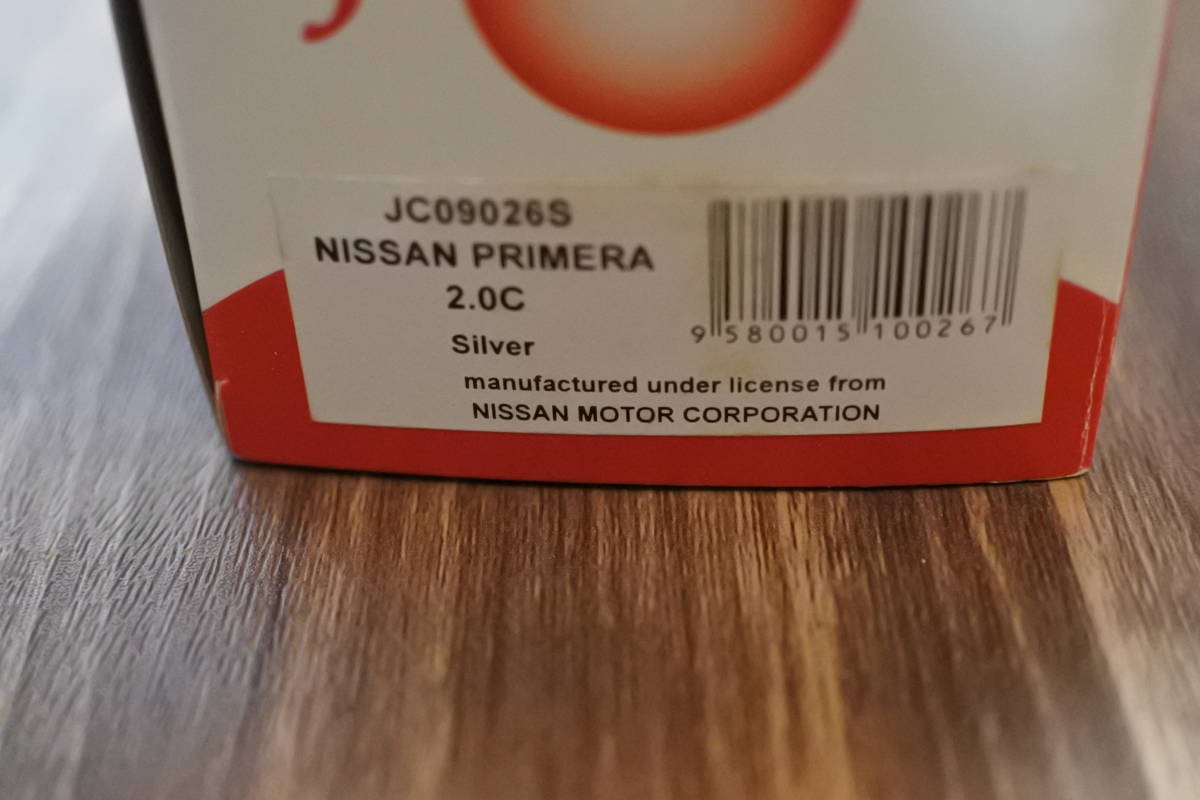 JC09026S
NISSAN PRIMERA
2.0C
Silver
9 580015 100267
manufactured under license from
NISSAN MOTOR CORPORATION